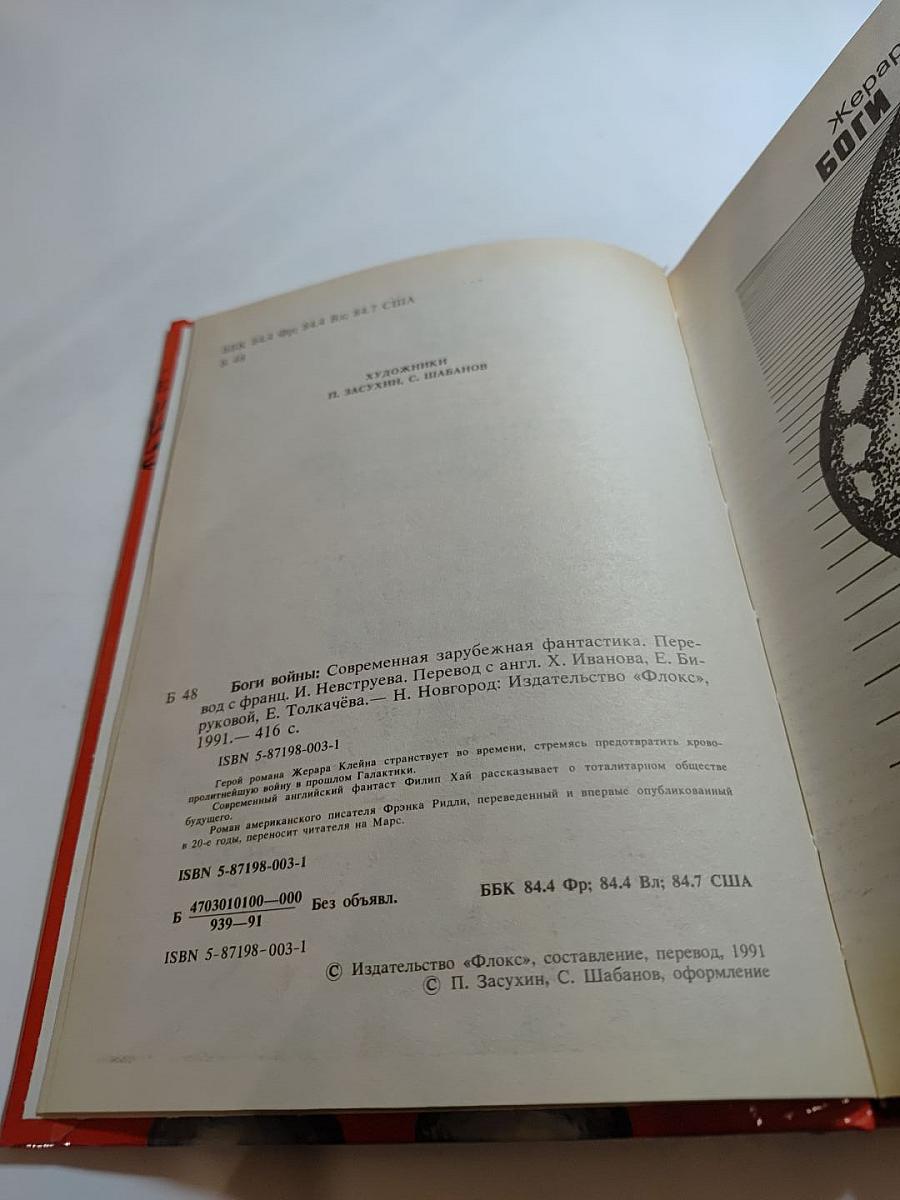 ББК 84.4 Фр; 84.4 Вл; 84.7 США
Б 48
ХУДОЖНИКИ
П. ЗАСУХИН, С. ШАБАНОВ
Боги войны: Современная зарубежная фантастика. Пере-
Б 48 вод с франц. И. Невструева. Перевод с англ. Х. Иванова, Е. Би-
руковой, Е. Толкачёва.— Н. Новгород: Издательство «Флокс»,
1991.— 416 с.
ISBN 5-87198-003-1
Герой романа Жерара Клейна странствует во времени, стремясь предотвратить крово-
пролитнейшую войну в прошлом Галактики.
Современный английский фантаст Филип Хай рассказывает о тоталитарном обществе
будущего.
Роман американского писателя Фрэнка Ридли, переведенный и впервые опубликованный
в 20-е годы, переносит читателя на Марс.
ISBN 5-87198-003-1
Б 4703010100—000 Без объявл.
939—91
ББК 84.4 Фр; 84.4 Вл; 84.7 США
ISBN 5-87198-003-1
© Издательство «Флокс», составление, перевод, 1991
© П. Засухин, С. Шабанов, оформление
Жерар
БОГИ